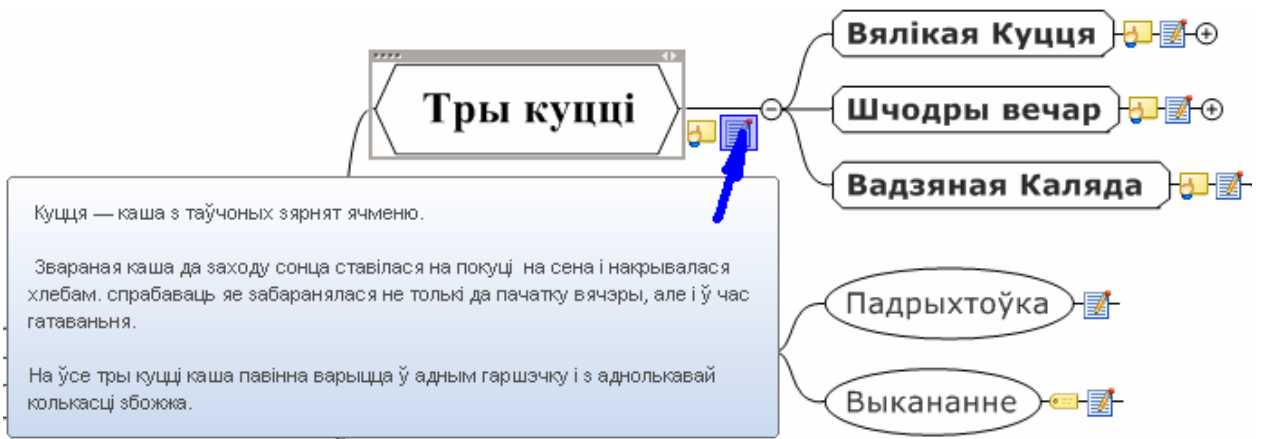 Тры куцці
Вялікая Куцця
Шчодры вечар
Вадзяная Каляда
Куцця — каша з таўчоных зярнят ячменю.
Звараная каша да заходу сонца ставілася на покуці на сена і накрывалася
хлебам. спрабаваць яе забаранялася не толькі да пачатку вячэры, але і ў час
гатаваньня.
На ўсе тры куцці каша павінна варыцца ў адным гаршэчку і з аднолькавай
колькасці збожжа.
Падрыхтоўка
Выкананне